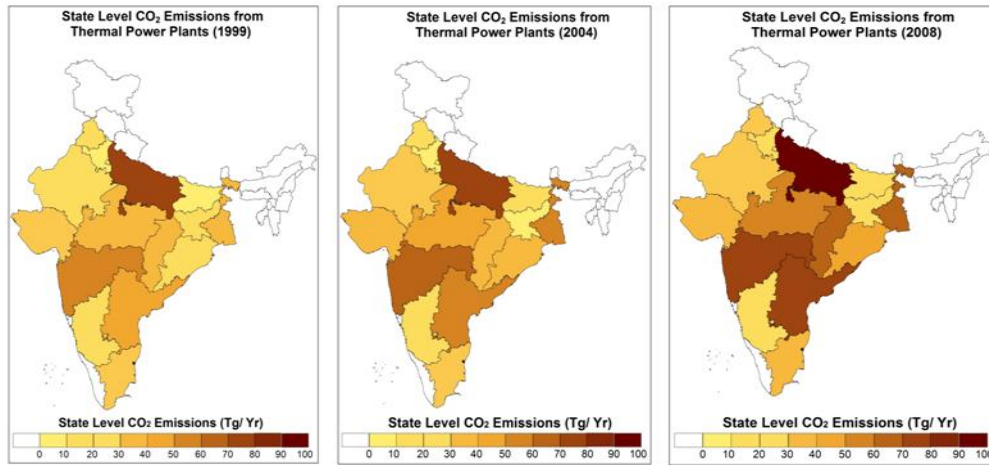 State Level CO₂ Emissions from
Thermal Power Plants (1999)
State Level CO₂ Emissions (Tg/ Yr)
0 10 20 30 40 50 60 70 80 90 100
State Level CO₂ Emissions from
Thermal Power Plants (2004)
State Level CO₂ Emissions (Tg/ Yr)
0 10 20 30 40 50 60 70 80 90 100
State Level CO₂ Emissions from
Thermal Power Plants (2008)
State Level CO₂ Emissions (Tg/ Yr)
0 10 20 30 40 50 60 70 80 90 100